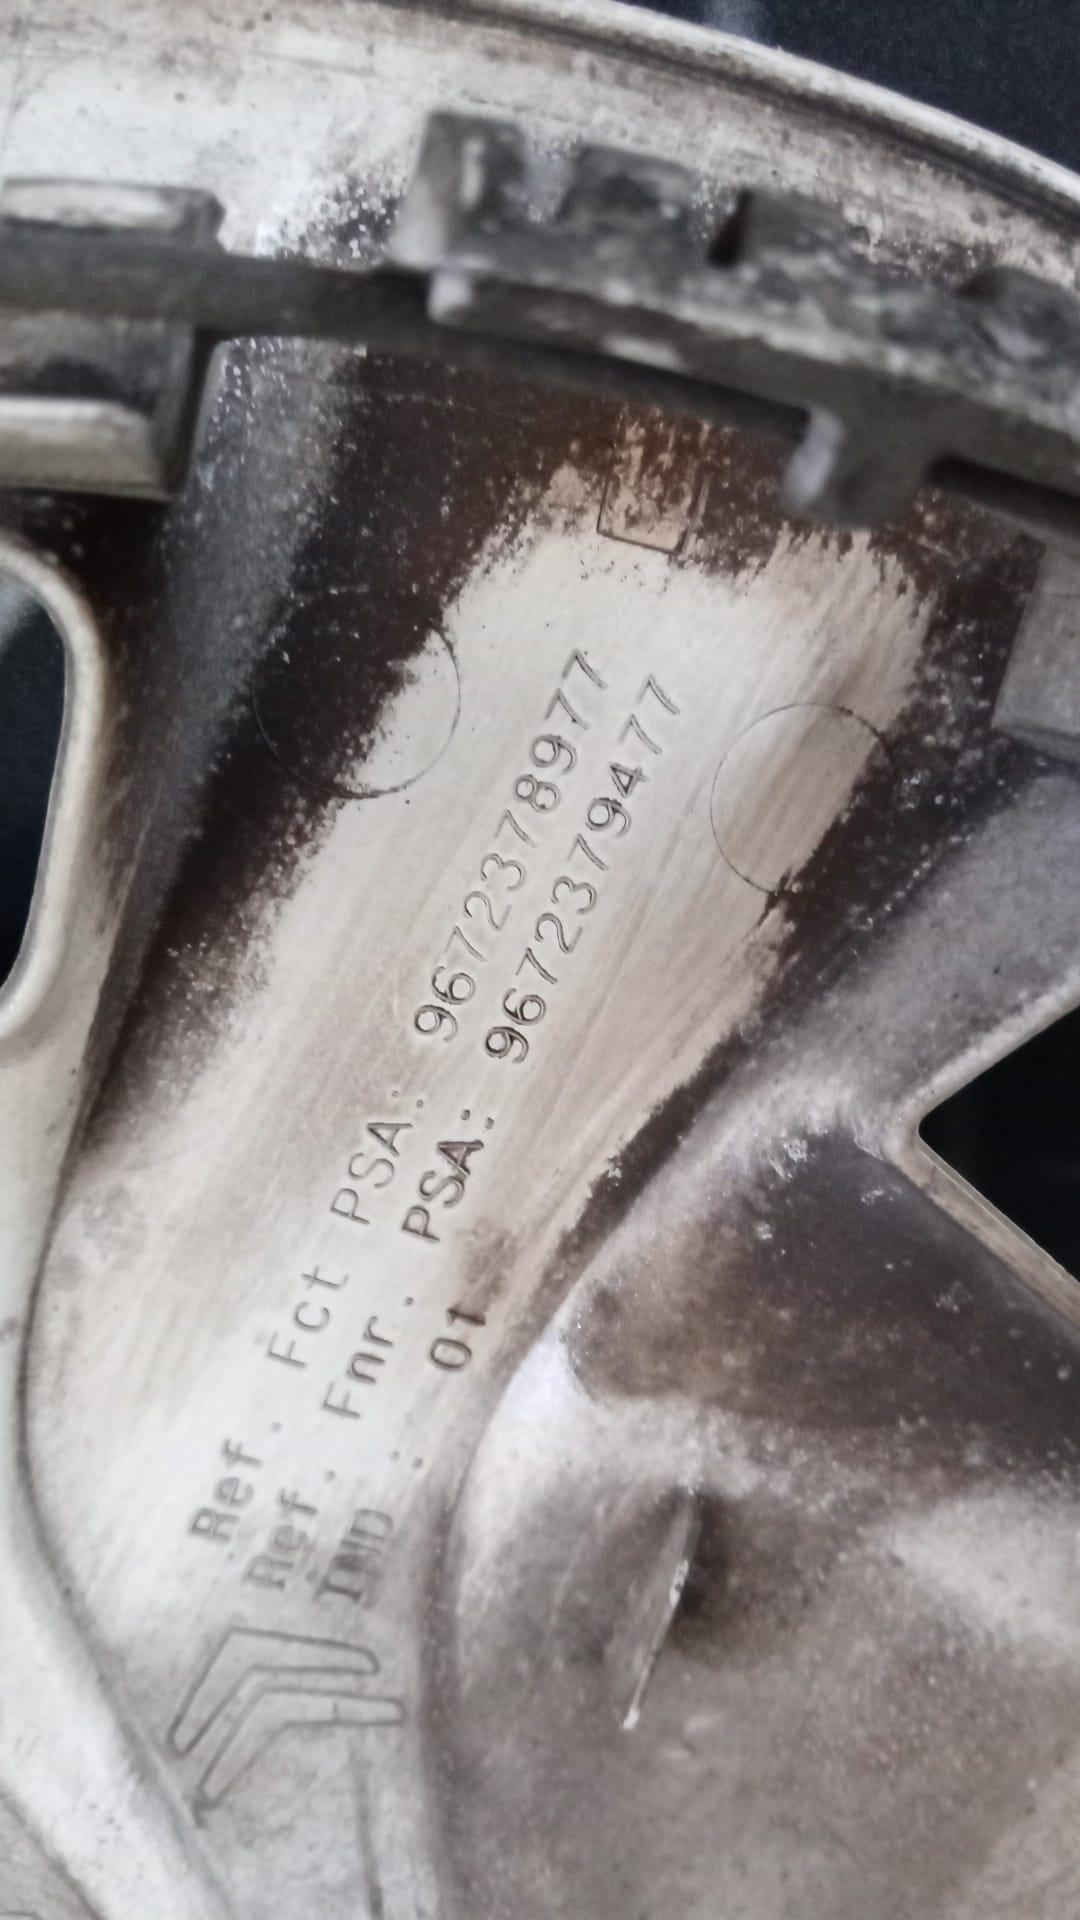 Ref. Fct PSA: 9672378977
Ref. Fnr. PSA: 9672379477
IND : 01